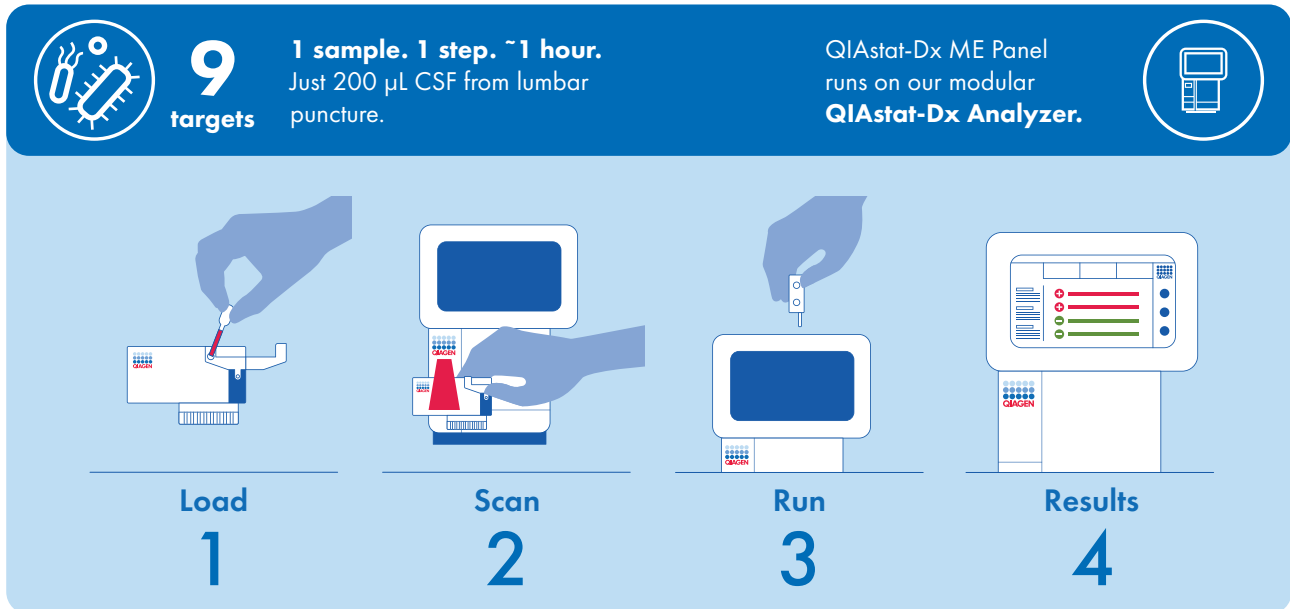 9
targets
1 sample. 1 step. ~1 hour.
Just 200 µL CSF from lumbar
puncture.
QIAstat-Dx ME Panel
runs on our modular
QIAstat-Dx Analyzer.
QIAGEN
QIAGEN
QIAGEN
QIAGEN
QIAGEN
QIAGEN
Load
1
Scan
2
Run
3
Results
4